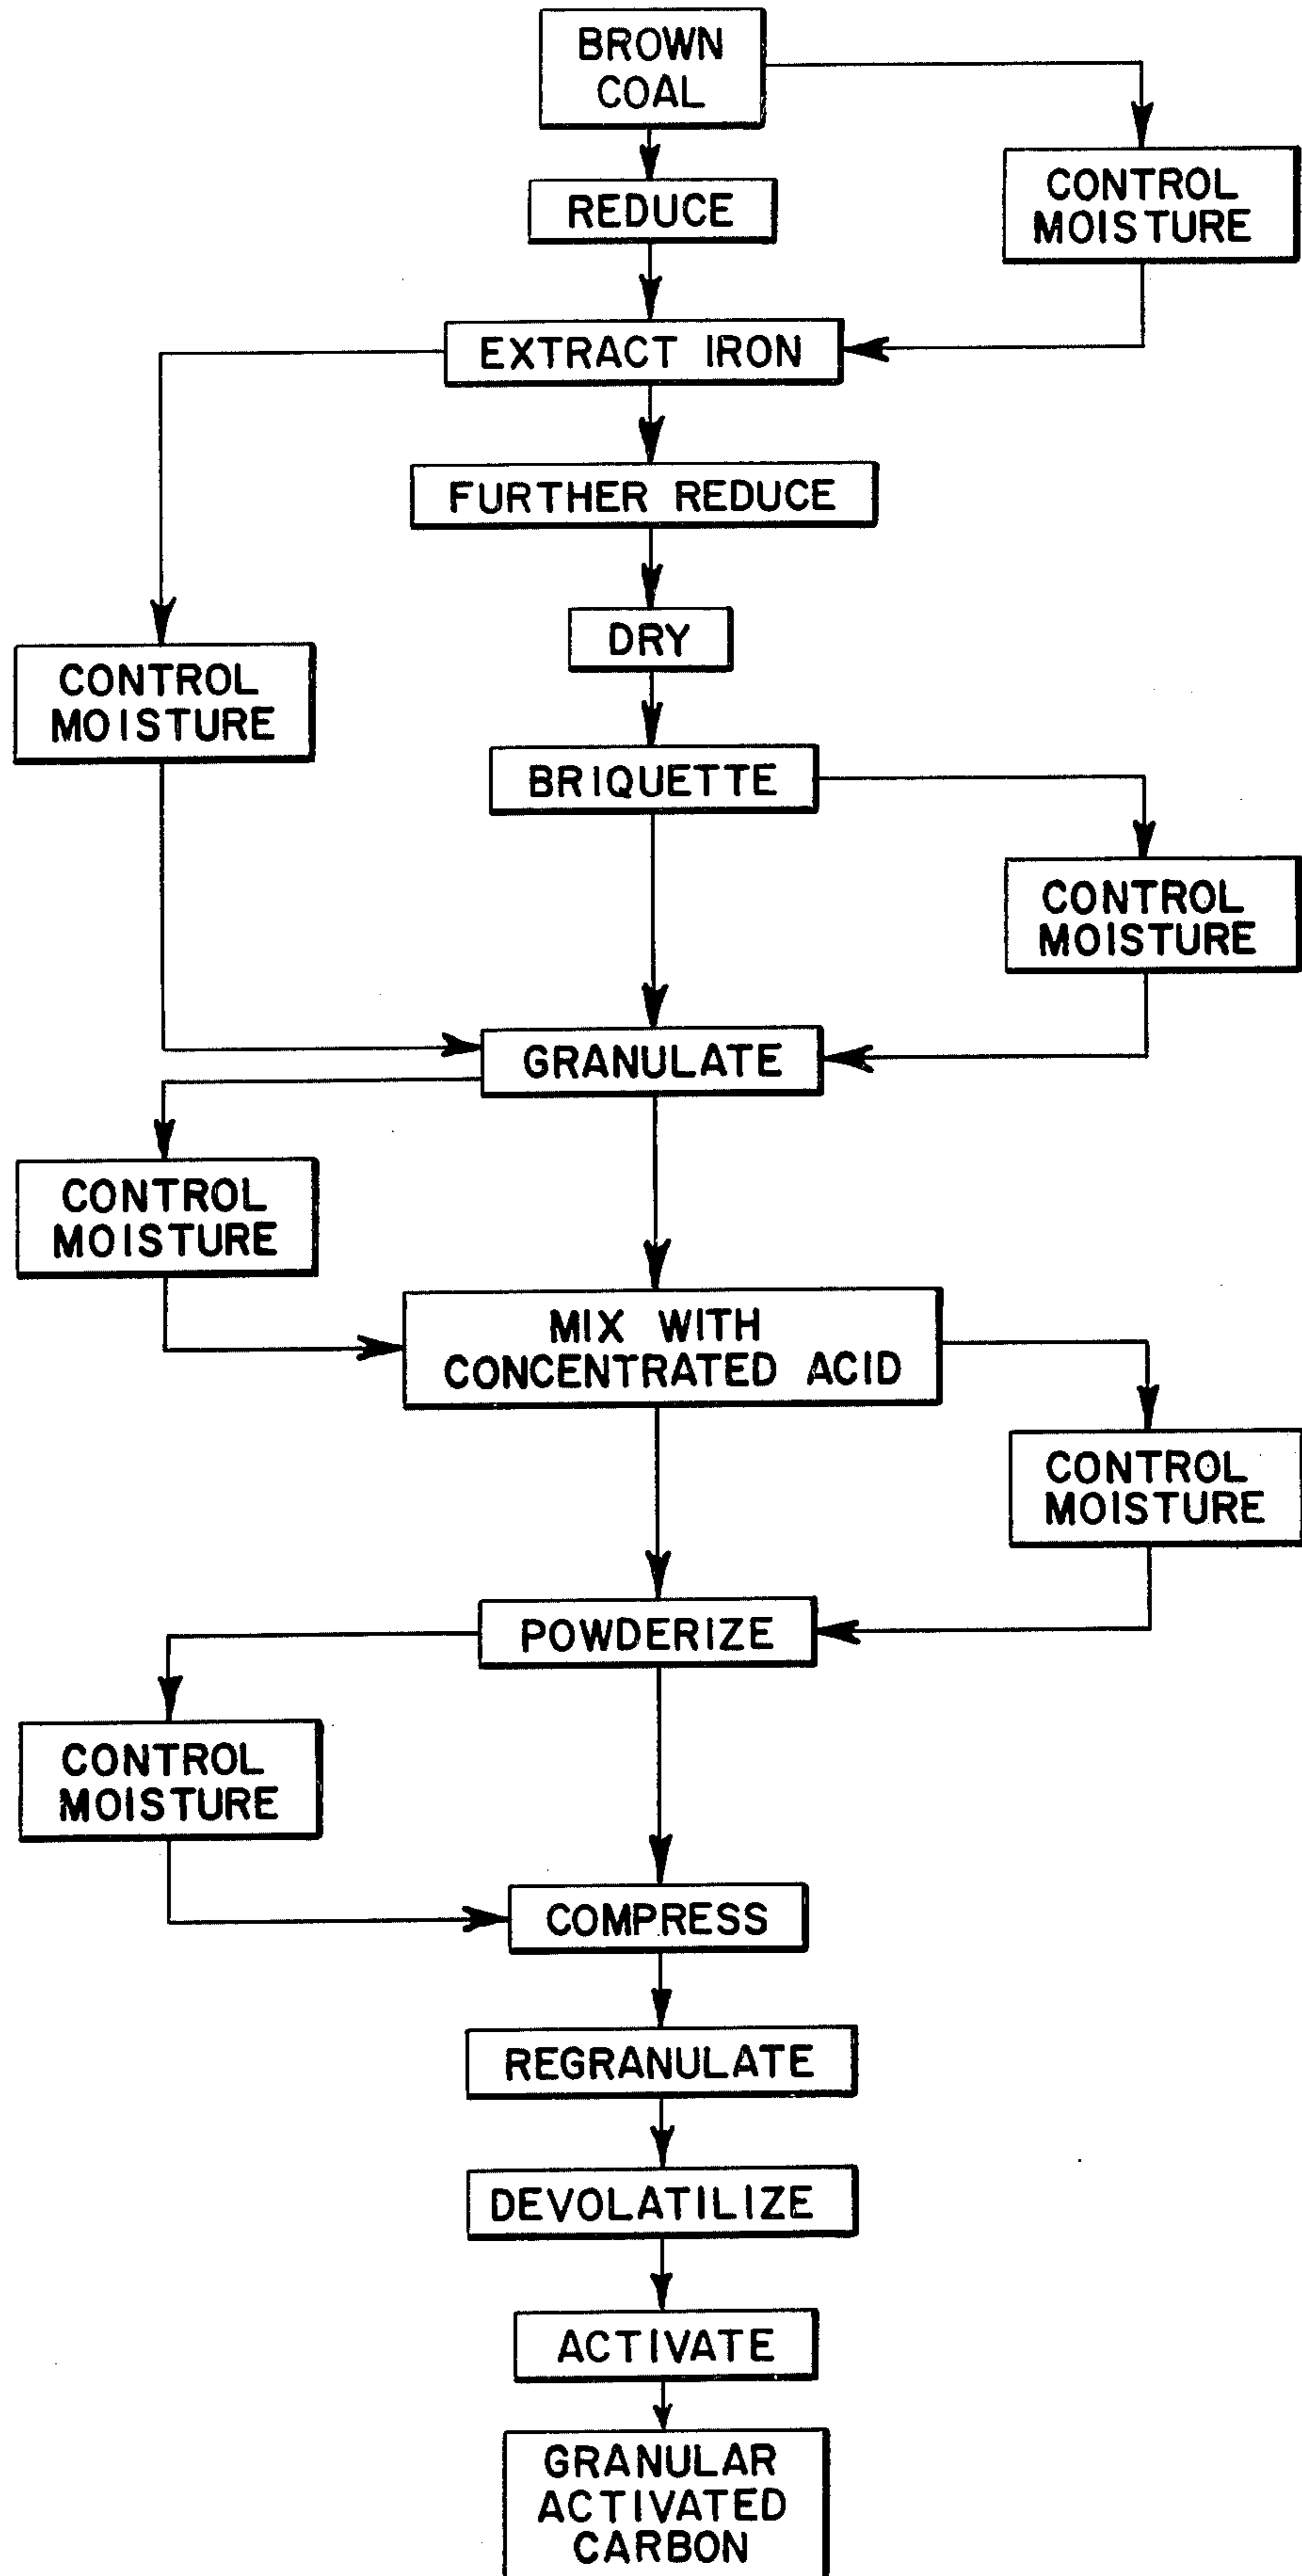 BROWN
COAL
CONTROL
MOISTURE
REDUCE
EXTRACT IRON
FURTHER REDUCE
DRY
CONTROL
MOISTURE
BRIQUETTE
CONTROL
MOISTURE
GRANULATE
CONTROL
MOISTURE
MIX WITH
CONCENTRATED ACID
CONTROL
MOISTURE
POWDERIZE
CONTROL
MOISTURE
COMPRESS
REGRANULATE
DEVOLATILIZE
ACTIVATE
GRANULAR
ACTIVATED
CARBON